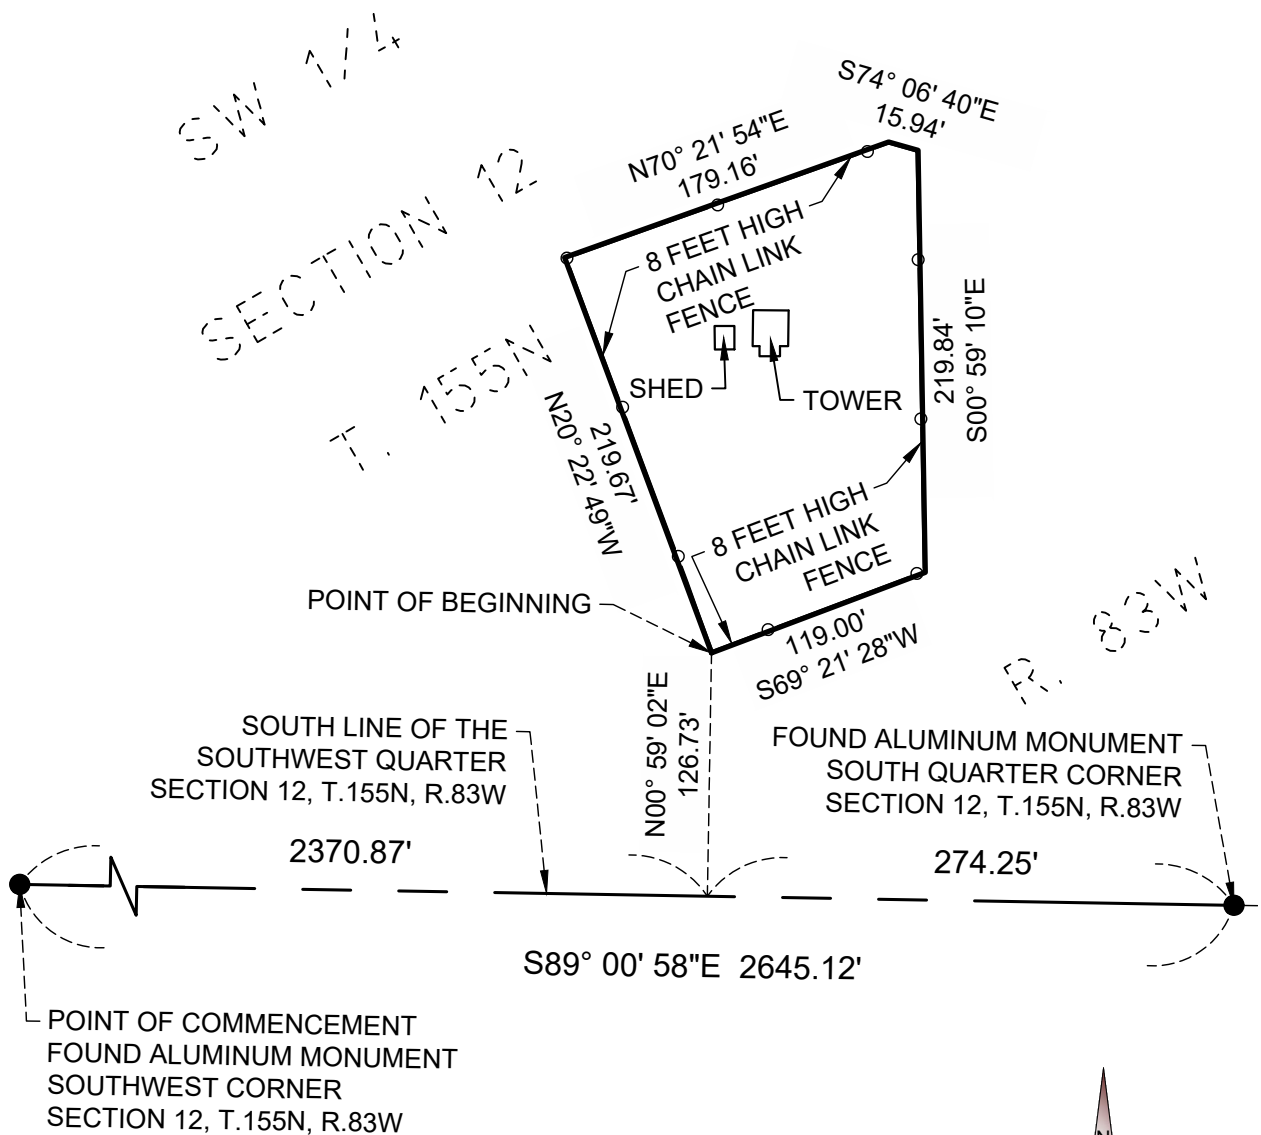 SW 1/4
SECTION 12
T. 155N
R. 83W
S74° 06' 40"E
15.94'
N70° 21' 54"E
179.16'
8 FEET HIGH
CHAIN LINK
FENCE
219.84'
S00° 59' 10"E
SHED
TOWER
219.67'
N20° 22' 49"W
8 FEET HIGH
CHAIN LINK
FENCE
POINT OF BEGINNING
119.00'
S69° 21' 28"W
N00° 59' 02"E
126.73'
SOUTH LINE OF THE
SOUTHWEST QUARTER
SECTION 12, T.155N, R.83W
FOUND ALUMINUM MONUMENT
SOUTH QUARTER CORNER
SECTION 12, T.155N, R.83W
2370.87'
274.25'
S89° 00' 58"E 2645.12'
POINT OF COMMENCEMENT
FOUND ALUMINUM MONUMENT
SOUTHWEST CORNER
SECTION 12, T.155N, R.83W